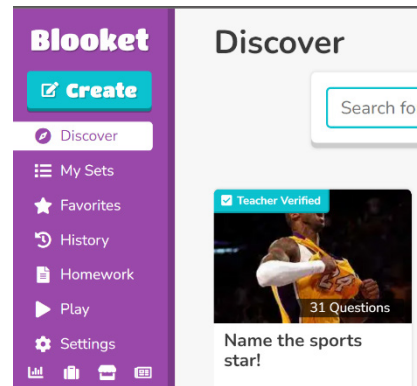 Blooket
Create
Discover
My Sets
Favorites
History
Homework
Play
Settings
Discover
Search fo
Teacher Verified
24
31 Questions
Name the sports
star!